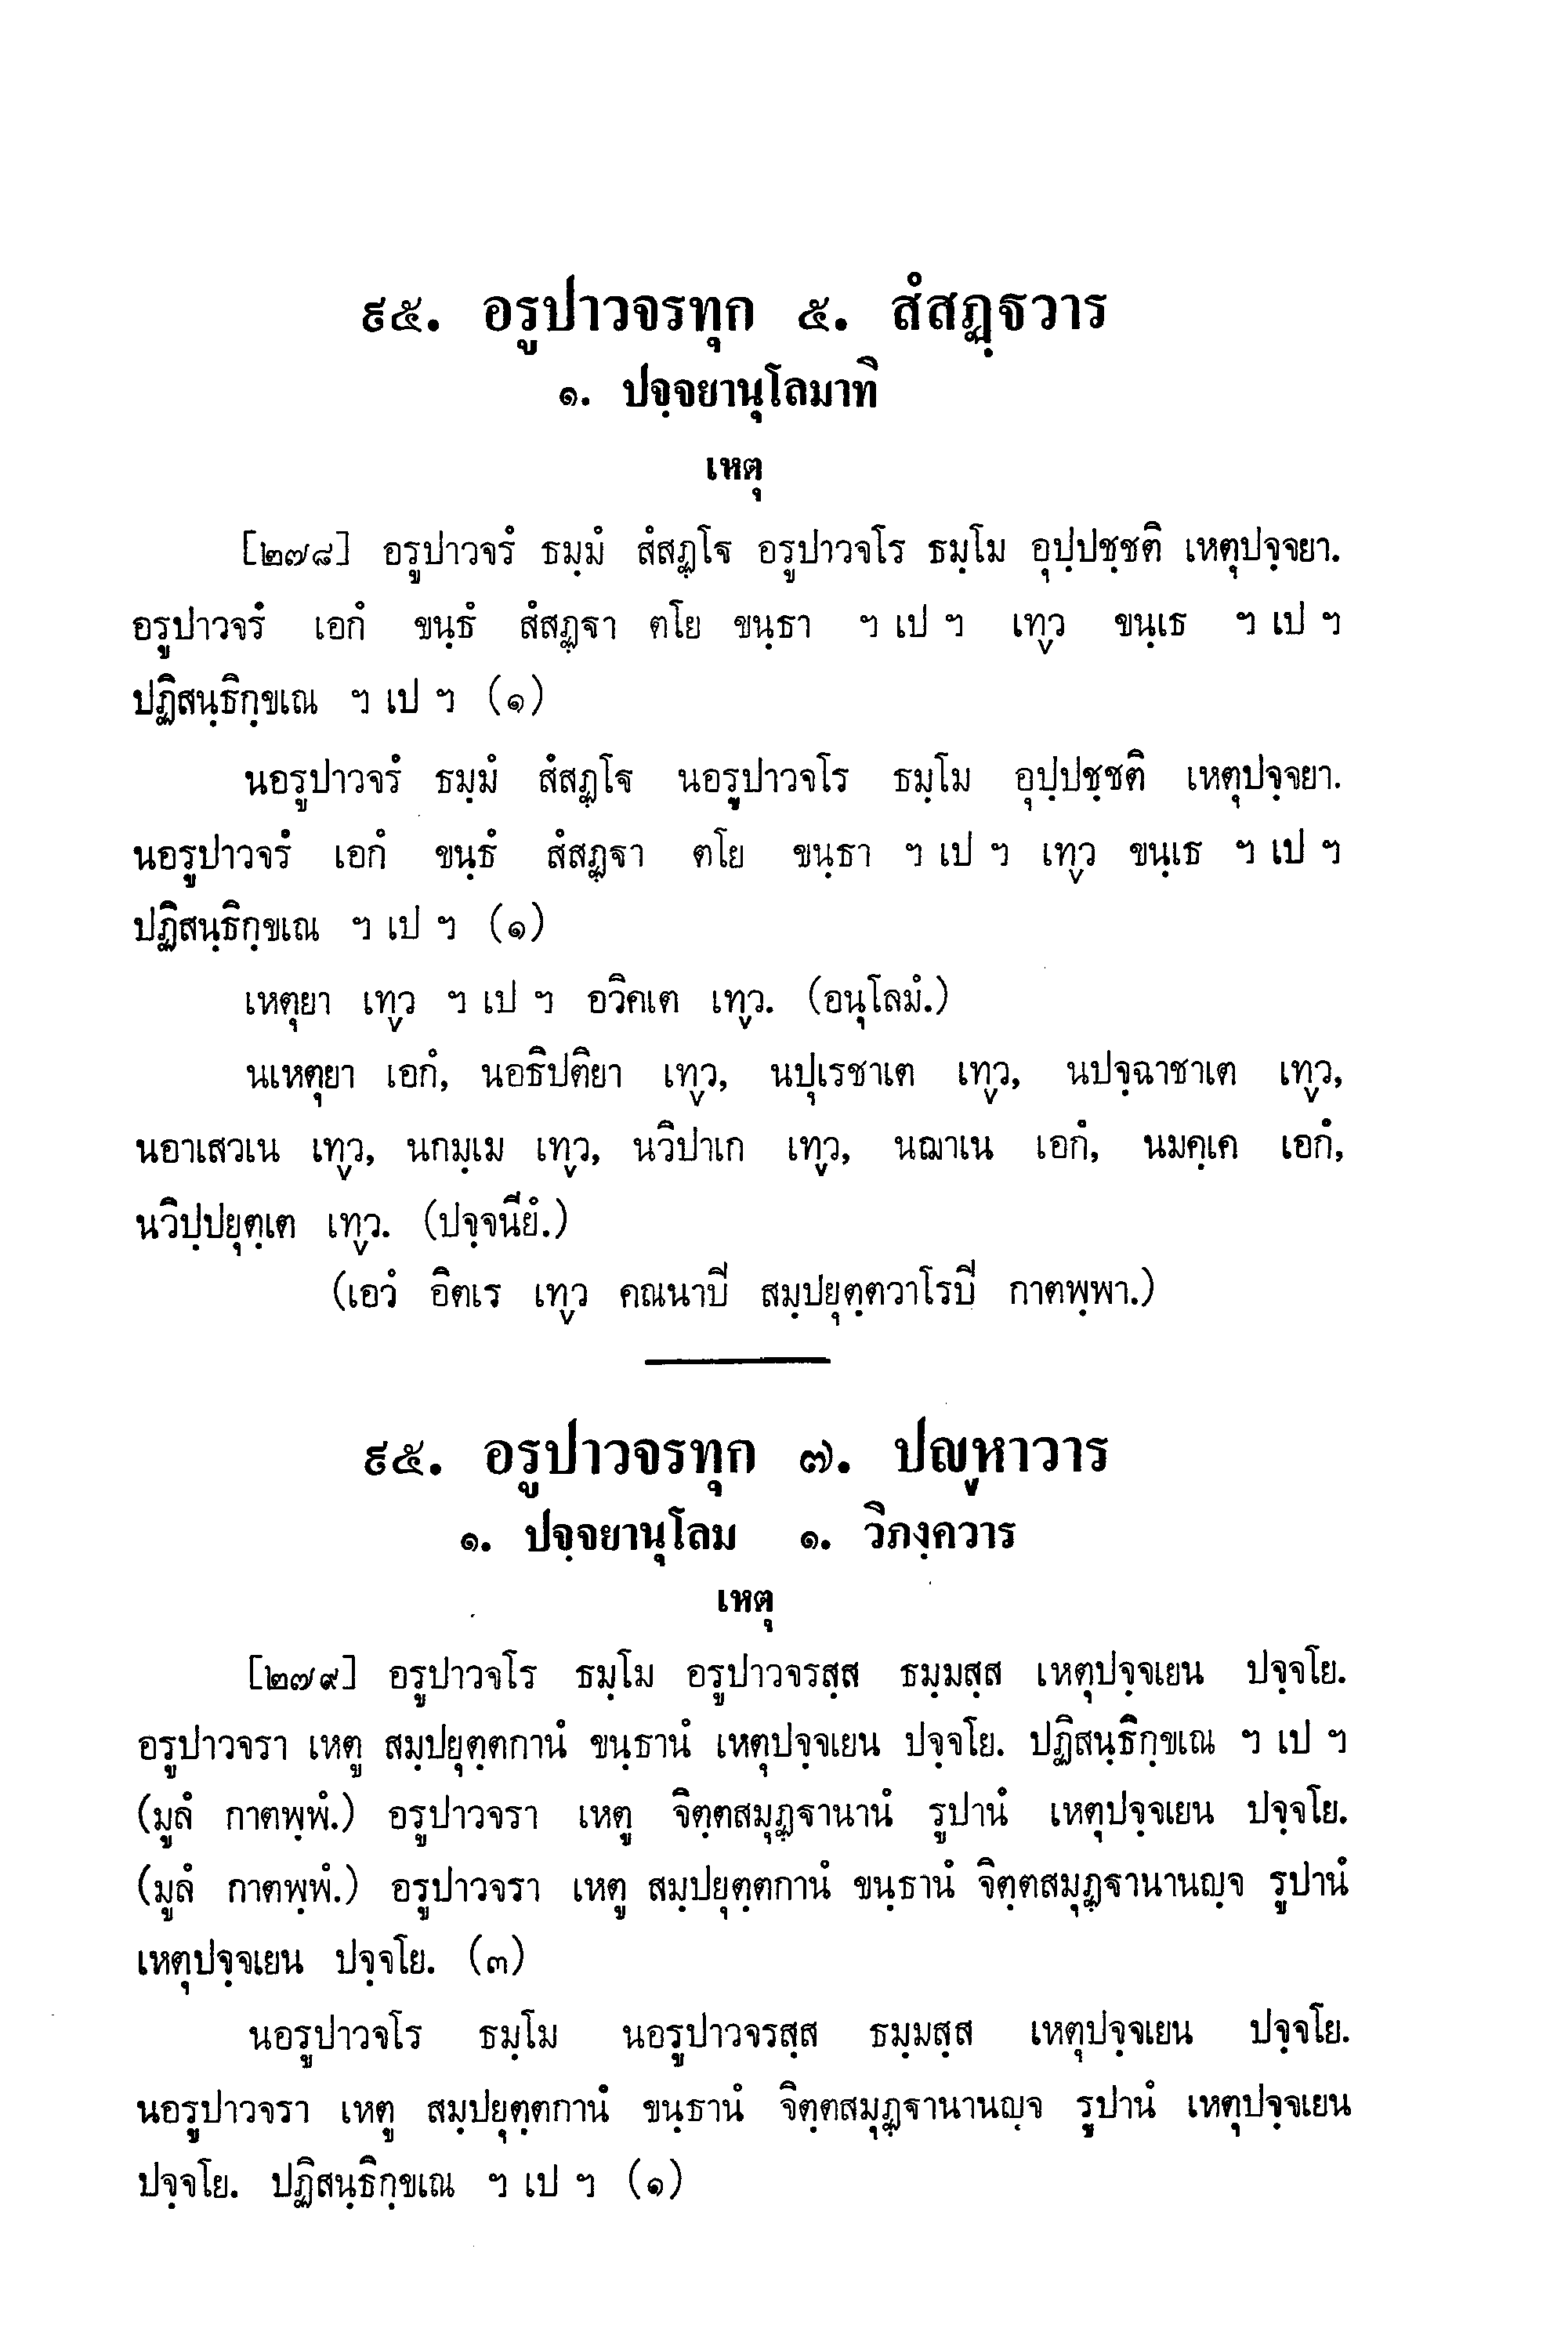 ๙๕. อรูปาวจรทุก ๕. สํสฏฺฐวาร
๑. ปจฺจยานุโลมาทิ
เหตุ
[๒๗๘] อรูปาวจรํ ธมฺมํ สํสฏฺโฐ อรูปาวจโร ธมฺโม อุปฺปชฺชติ เหตุปจฺจยา.
อรูปาวจรํ เอกํ ขนฺธํ สํสฏฺฐา ตโย ขนฺธา ฯ เป ฯ เทฺว ขนฺเธ ฯ เป ฯ
ปฏิสนฺธิกฺขเณ ฯ เป ฯ (๑)
นอรูปาวจรํ ธมฺมํ สํสฏฺโฐ นอรูปาวจโร ธมฺโม อุปฺปชฺชติ เหตุปจฺจยา.
นอรูปาวจรํ เอกํ ขนฺธํ สํสฏฺฐา ตโย ขนฺธา ฯ เป ฯ เทฺว ขนฺเธ ฯ เป ฯ
ปฏิสนฺธิกฺขเณ ฯ เป ฯ (๑)
เหตุยา เทฺว ฯ เป ฯ อวิคเต เทฺว. (อนุโลมํ.)
นเหตุยา เอกํ, นอธิปติยา เทฺว, นปุเรชาเต เทฺว, นปจฺฉาชาเต เทฺว,
นอาเสวเน เทฺว, นกมฺเม เทฺว, นวิปาเก เทฺว, นฌาเน เอกํ, นมคฺเค เอกํ,
นวิปฺปยุตฺเต เทฺว. (ปจฺจนียํ.)
(เอวํ อิตเร เทฺว คณนาปี สมฺปยุตฺตวาโรปี กาตพฺพา.)
๙๕. อรูปาวจรทุก ๗. ปญฺหาวาร
๑. ปจฺจยานุโลม ๑. วิภงฺควาร
เหตุ
[๒๗๙] อรูปาวจโร ธมฺโม อรูปาวจรสฺส ธมฺมสฺส เหตุปจฺจเยน ปจฺจโย.
อรูปาวจรา เหตู สมฺปยุตฺตกานํ ขนฺธานํ เหตุปจฺจเยน ปจฺจโย. ปฏิสนฺธิกฺขเณ ฯ เป ฯ
(มูลํ กาตพฺพํ.) อรูปาวจรา เหตู จิตฺตสมุฏฺฐานานํ รูปานํ เหตุปจฺจเยน ปจฺจโย.
(มูลํ กาตพฺพํ.) อรูปาวจรา เหตู สมฺปยุตฺตกานํ ขนฺธานํ จิตฺตสมุฏฺฐานานญฺจ รูปานํ
เหตุปจฺจเยน ปจฺจโย. (๓)
นอรูปาวจโร ธมฺโม นอรูปาวจรสฺส ธมฺมสฺส เหตุปจฺจเยน ปจฺจโย.
นอรูปาวจรา เหตู สมฺปยุตฺตกานํ ขนฺธานํ จิตฺตสมุฏฺฐานานญฺจ รูปานํ เหตุปจฺจเยน
ปจฺจโย. ปฏิสนฺธิกฺขเณ ฯ เป ฯ (๑)